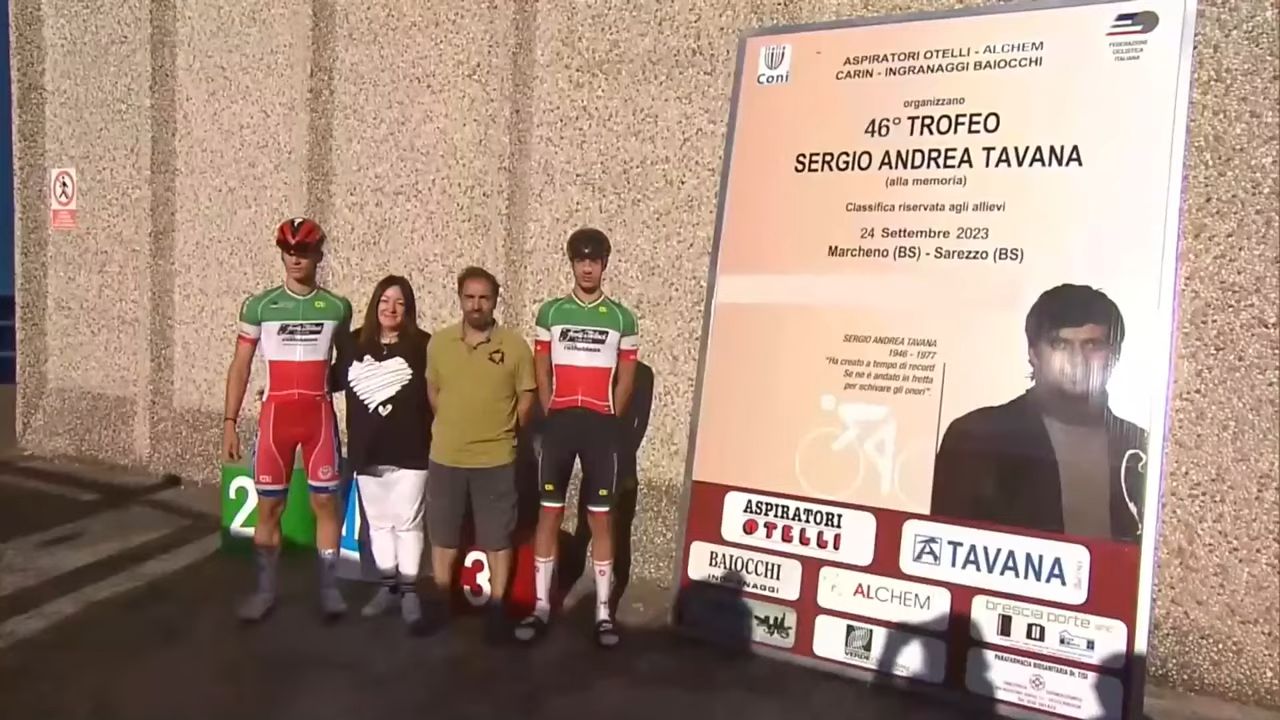 Coni
FEDERAZIONE
CICLISTICA
ITALIANA
ASPIRATORI OTELLI - ALCHEM
CARIN - INGRANAGGI BAIOCCHI
organizzano
46° TROFEO
SERGIO ANDREA TAVANA
(alla memoria)
Classifica riservata agli allievi
24 Settembre 2023
Marcheno (BS) - Sarezzo (BS)
SERGIO ANDREA TAVANA
1946 - 1977
"Ha creato a tempo di record
Se ne è andato in fretta
per schivare gli onori".
ASPIRATORI
OTELLI
TAVANA
BAIOCCHI
INGRANAGGI
ALCHEM
brescia porte snc
VERDE
PARAFARMACIA BIOSANITARIA Dr. TISI
2
1
3